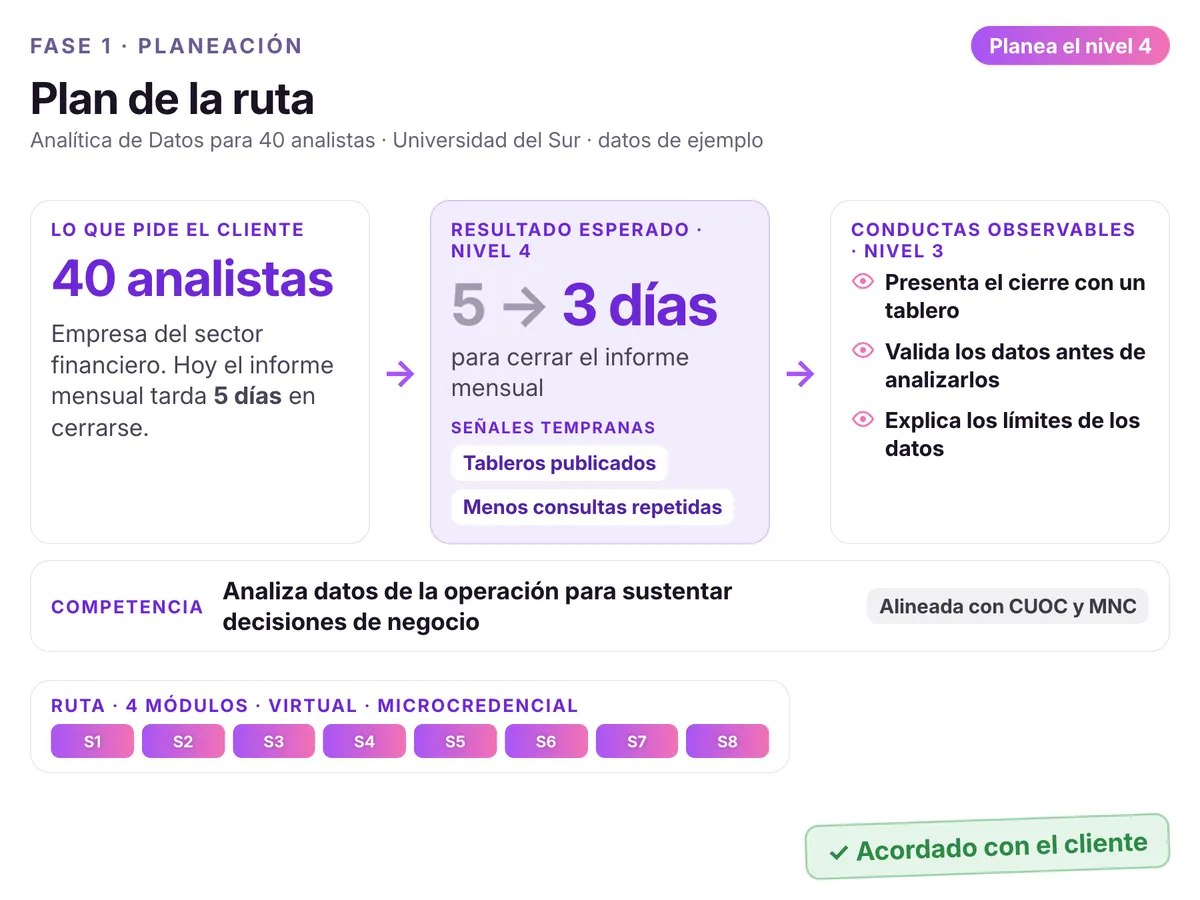 FASE 1 · PLANEACIÓN
Planea el nivel 4
Plan de la ruta
Analítica de Datos para 40 analistas · Universidad del Sur · datos de ejemplo
LO QUE PIDE EL CLIENTE
40 analistas
Empresa del sector
financiero. Hoy el informe
mensual tarda 5 días en
cerrarse.
RESULTADO ESPERADO ·
NIVEL 4
5 → 3 días
para cerrar el informe
mensual
SEÑALES TEMPRANAS
Tableros publicados
Menos consultas repetidas
CONDUCTAS OBSERVABLES
· NIVEL 3
Presenta el cierre con un
tablero
Valida los datos antes de
analizarlos
Explica los límites de los
datos
COMPETENCIA
Analiza datos de la operación para sustentar
decisiones de negocio
Alineada con CUOC y MNC
RUTA · 4 MÓDULOS · VIRTUAL · MICROCREDENCIAL
S1 S2 S3 S4 S5 S6 S7 S8
✓ Acordado con el cliente